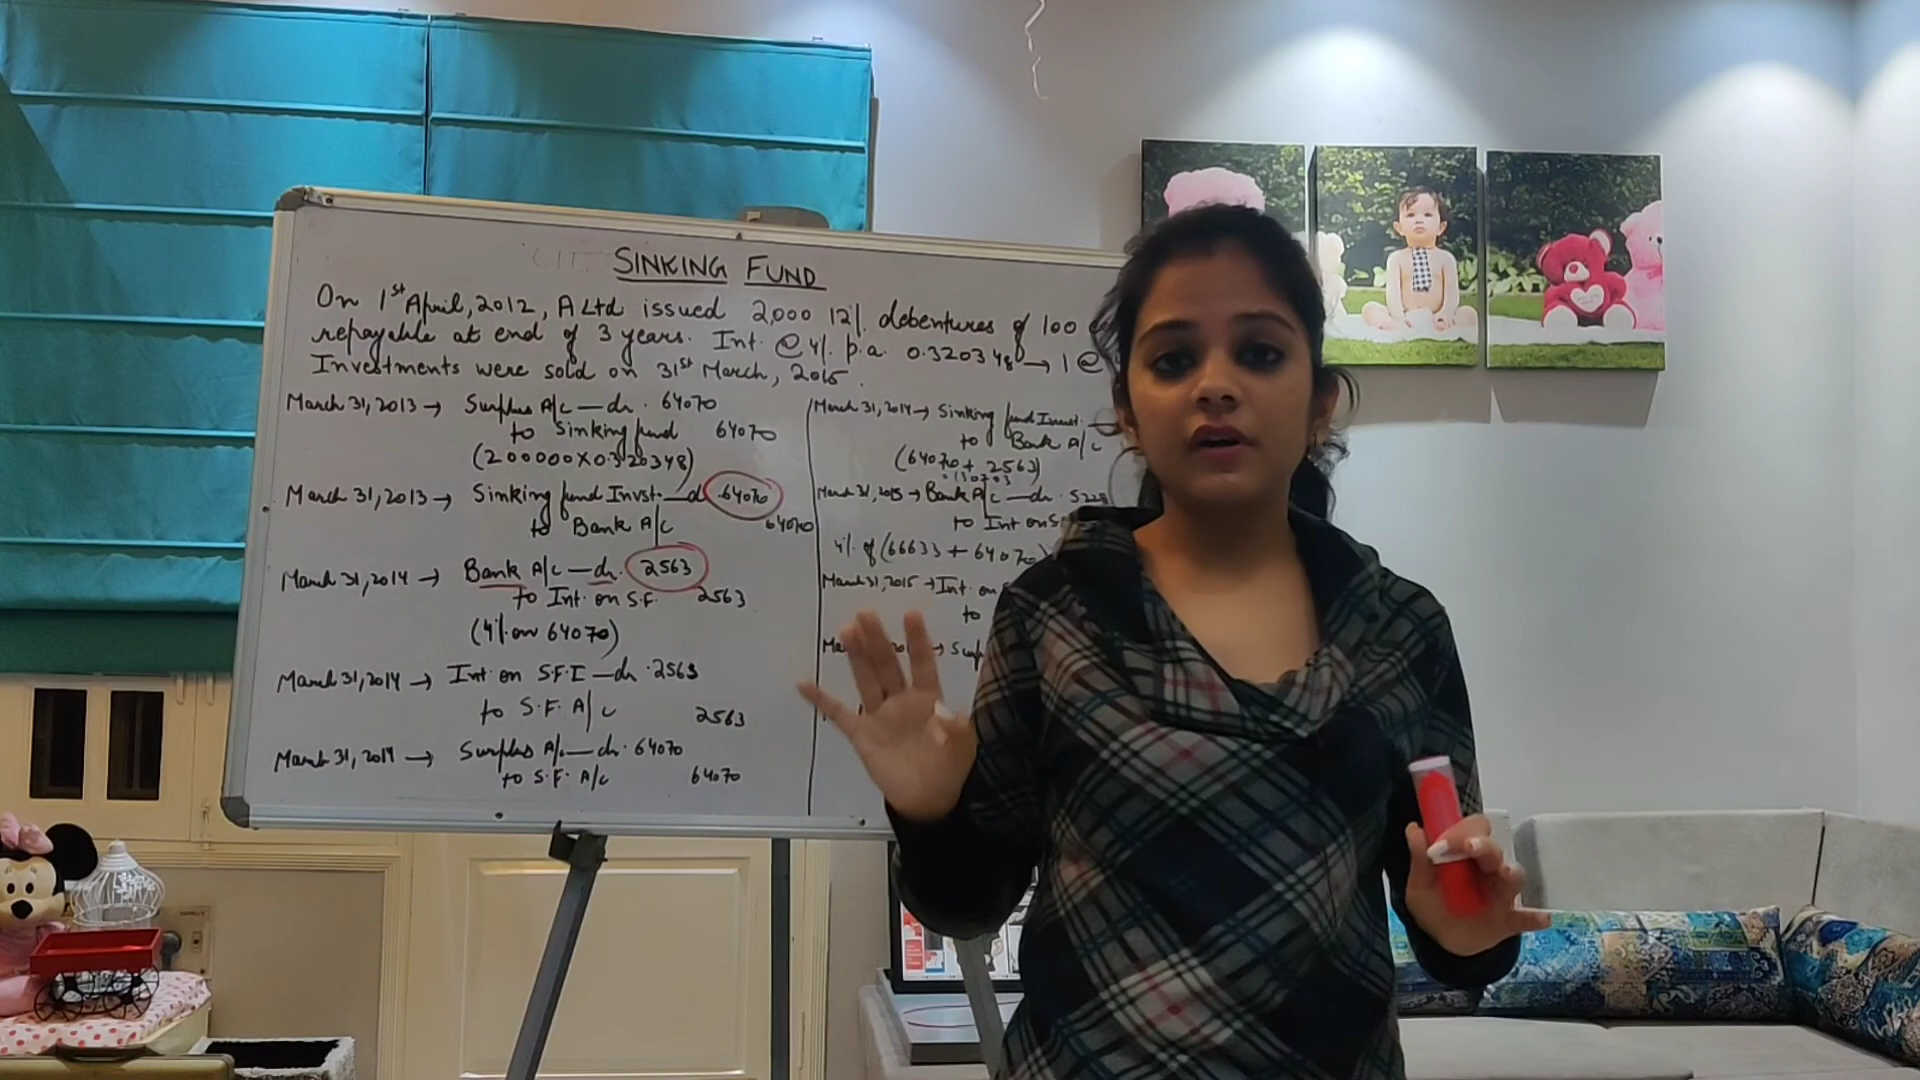 SINKING FUND
On 1st April, 2012, A Ltd issued 2,000 12% debentures of 100
repayable at end of 3 years. Int. @ 4% p.a. 0.320348 → 1 @
Investments were sold on 31st March, 2015.
March 31, 2013 → Surplus A/c — dr. 64070
to Sinking fund 64070
(200000 X 0.320348)
March 31, 2013 → Sinking fund Invst. — dr. 64070
to Bank A/c 64070
March 31, 2014 → Bank A/c — dr. 2563
to Int. on S.F. 2563
(4% on 64070)
March 31, 2014 → Int on S.F.I — dr. 2563
to S.F. A/c 2563
March 31, 2014 → Surplus A/c — dr. 64070
to S.F. A/c 64070
March 31, 2014 → Sinking fund Invst. —
to Bank A/c
(64070 + 2563)
March 31, 2015 → Bank A/c — dr. 5228
to Int on S
4% of (66633 + 64070)
March 31, 2015 → Int. on
to